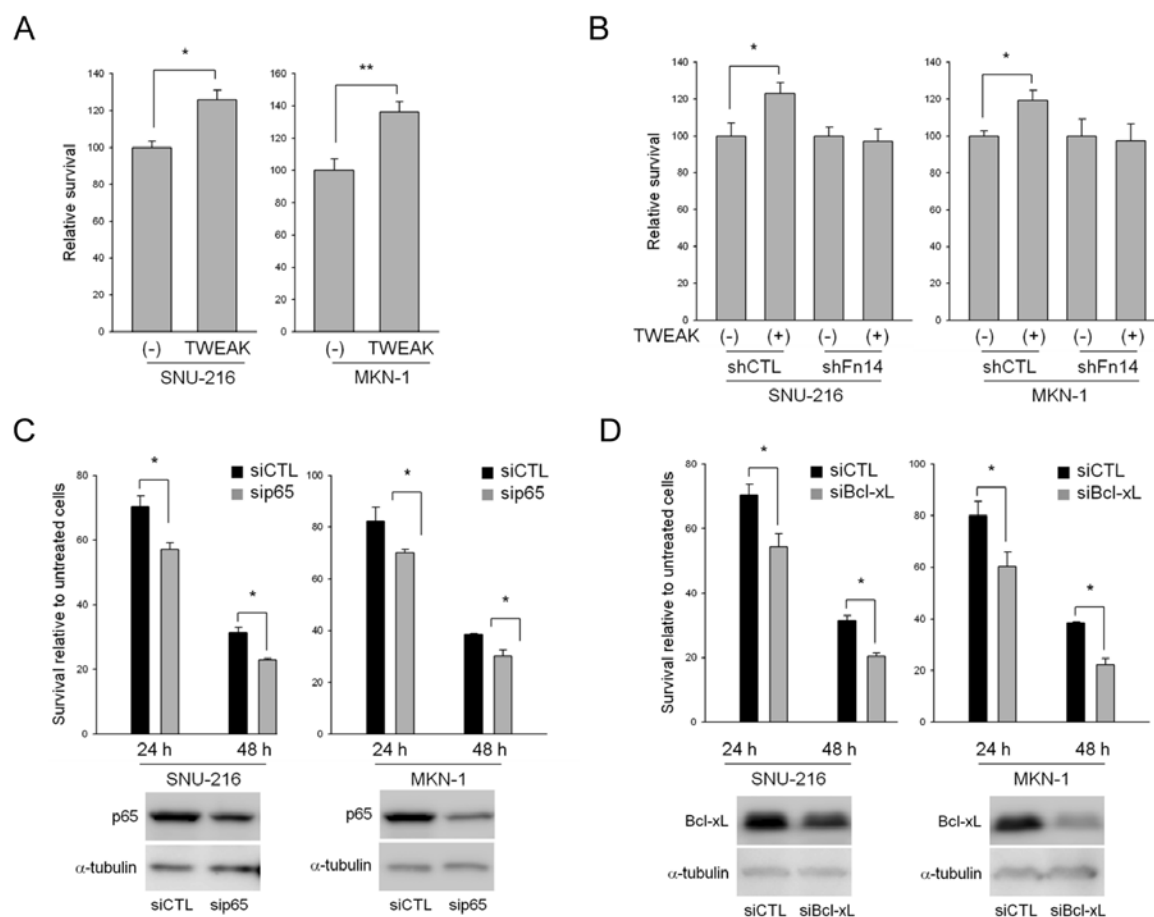 A
*
**
140
120
100
80
60
40
20
0
160
140
120
100
80
60
40
20
0
Relative survival
(-) TWEAK
SNU-216
(-) TWEAK
MKN-1
B
*
*
140
120
100
80
60
40
20
0
140
120
100
80
60
40
20
0
Relative survival
TWEAK (-) (+) (-) (+) (-) (+) (-) (+)
shCTL shFn14 shCTL shFn14
SNU-216 MKN-1
C
siCTL
sip65
*
*
*
*
80
60
40
20
0
100
80
60
40
20
0
Survival relative to untreated cells
24 h 48 h
SNU-216
24 h 48 h
MKN-1
p65
α-tubulin
siCTL sip65
p65
α-tubulin
siCTL sip65
D
siCTL
siBcl-xL
*
*
*
*
80
60
40
20
0
100
80
60
40
20
0
Survival relative to untreated cells
24 h 48 h
SNU-216
24 h 48 h
MKN-1
Bcl-xL
α-tubulin
siCTL siBcl-xL
Bcl-xL
α-tubulin
siCTL siBcl-xL